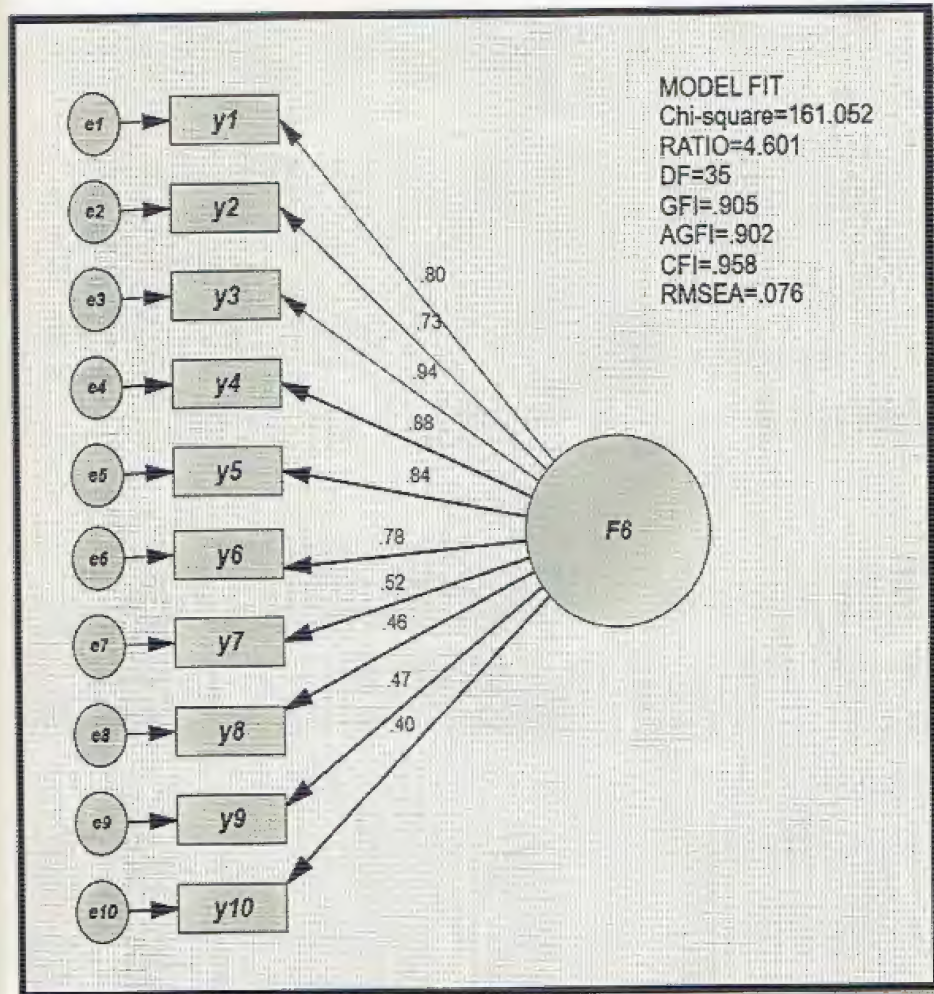 MODEL FIT
Chi-square=161.052
RATIO=4.601
DF=35
GFI=.905
AGFI=.902
CFI=.958
RMSEA=.076
e1 y1
e2 y2
e3 y3
e4 y4
e5 y5
e6 y6
e7 y7
e8 y8
e9 y9
e10 y10
.80
.73
.94
.88
.84
.78
.52
.46
.47
.40
F6